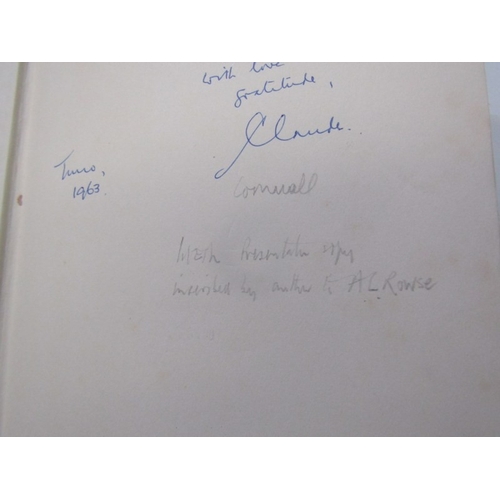 with love
gratitude,
Claude.
Truro,
1963.
Cornwall
Presentation copy
inscribed by author to A L Rowse